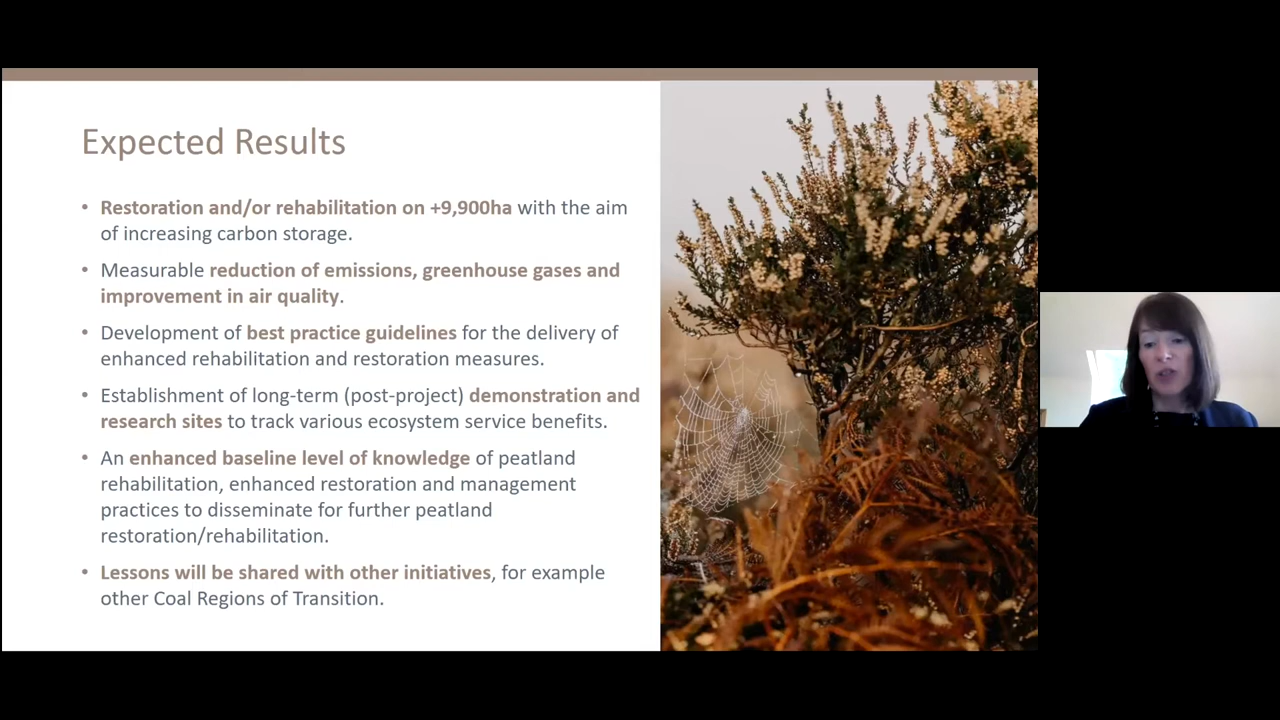 Expected Results
• Restoration and/or rehabilitation on +9,900ha with the aim
of increasing carbon storage.
• Measurable reduction of emissions, greenhouse gases and
improvement in air quality.
• Development of best practice guidelines for the delivery of
enhanced rehabilitation and restoration measures.
• Establishment of long-term (post-project) demonstration and
research sites to track various ecosystem service benefits.
• An enhanced baseline level of knowledge of peatland
rehabilitation, enhanced restoration and management
practices to disseminate for further peatland
restoration/rehabilitation.
• Lessons will be shared with other initiatives, for example
other Coal Regions of Transition.